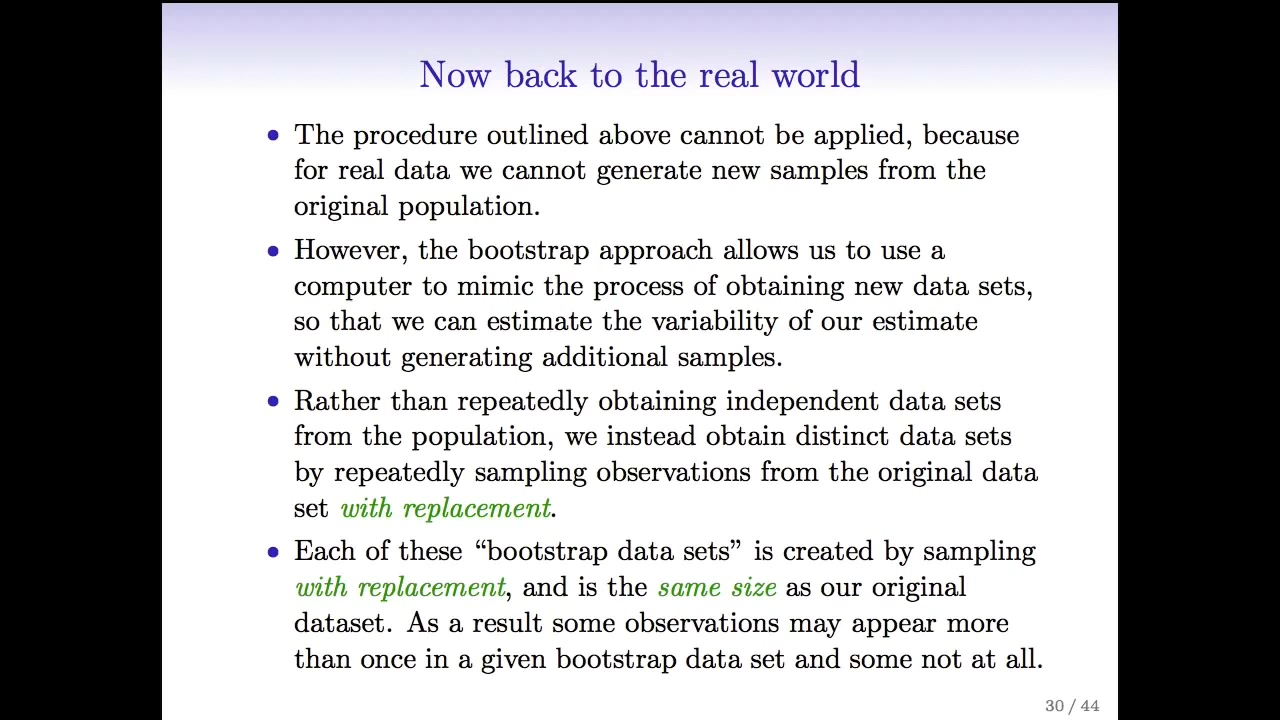 Now back to the real world
• The procedure outlined above cannot be applied, because
for real data we cannot generate new samples from the
original population.
• However, the bootstrap approach allows us to use a
computer to mimic the process of obtaining new data sets,
so that we can estimate the variability of our estimate
without generating additional samples.
• Rather than repeatedly obtaining independent data sets
from the population, we instead obtain distinct data sets
by repeatedly sampling observations from the original data
set with replacement.
• Each of these “bootstrap data sets” is created by sampling
with replacement, and is the same size as our original
dataset. As a result some observations may appear more
than once in a given bootstrap data set and some not at all.
30 / 44